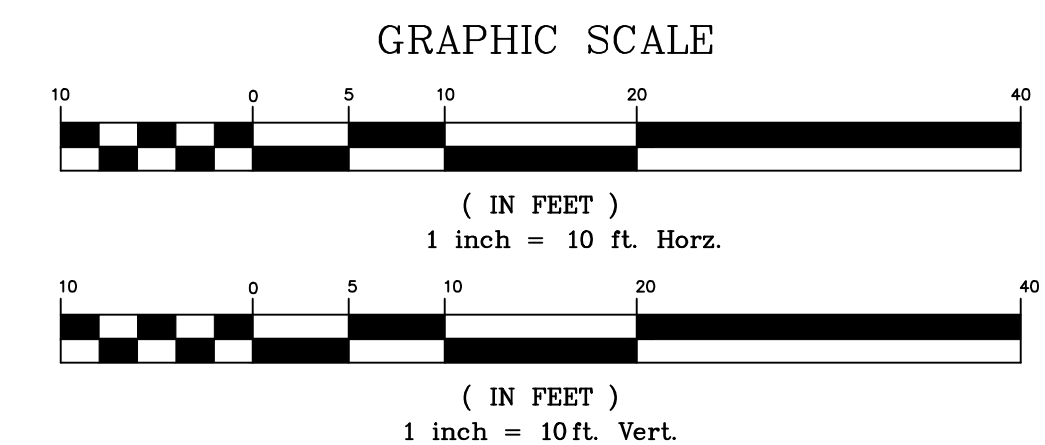 GRAPHIC SCALE
10 0 5 10 20 40
( IN FEET )
1 inch = 10 ft. Horz.
10 0 5 10 20 40
( IN FEET )
1 inch = 10 ft. Vert.